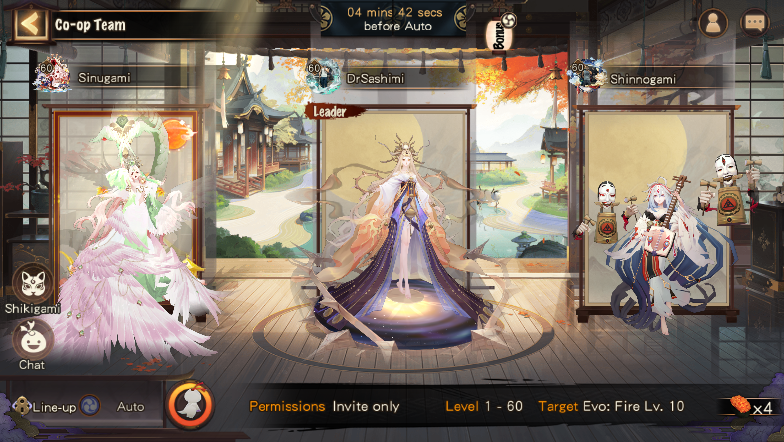 Co-op Team
04 mins 42 secs
before Auto
Bonus
60
Sinugami
60
DrSashimi
60
Shinnogami
Leader
Shikigami
Chat
Line-up
Auto
Permissions Invite only
Level 1 - 60
Target Evo: Fire Lv. 10
x4